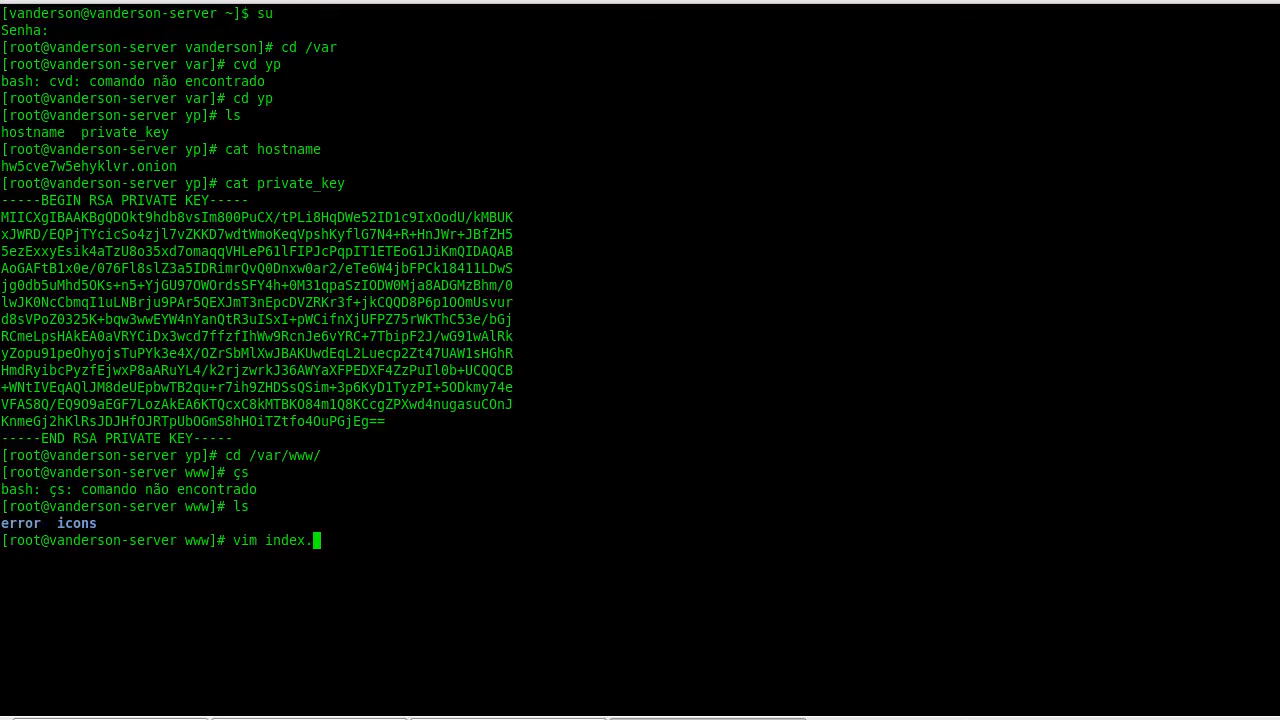 [vanderson@vanderson-server ~]$ su
Senha:
[root@vanderson-server vanderson]# cd /var
[root@vanderson-server var]# cvd yp
bash: cvd: comando não encontrado
[root@vanderson-server var]# cd yp
[root@vanderson-server yp]# ls
hostname  private_key
[root@vanderson-server yp]# cat hostname
hw5cve7w5ehyklvr.onion
[root@vanderson-server yp]# cat private_key
-----BEGIN RSA PRIVATE KEY-----
MIICXgIBAAKBgQDOkt9hdb8vsIm800PuCX/tPLi8HqDWe52ID1c9IxOodU/kMBUK
xJWRD/EQPjTYcicSo4zjl7vZKKD7wdtWmoKeqVpshKyflG7N4+R+HnJWr+JBfZH5
5ezExxyEsik4aTzU8o35xd7omaqqVHLeP61lFIPJcPqpIT1ETEoG1JiKmQIDAQAB
AoGAFtB1x0e/076Fl8slZ3a5IDRimrQvQ0Dnxw0ar2/eTe6W4jbFPCk18411LDwS
jg0db5uMhd5OKs+n5+YjGU97OWOrdsSFY4h+0M31qpaSzIODW0Mja8ADGMzBhm/0
lwJK0NcCbmqI1uLNBrju9PAr5QEXJmT3nEpcDVZRKr3f+jkCQQD8P6p1OOmUsvur
d8sVPoZ0325K+bqw3wwEYW4nYanQtR3uISxI+pWCifnXjUFPZ75rWKThC53e/bGj
RCmeLpsHAkEA0aVRYCiDx3wcd7ffzfIhWw9RcnJe6vYRC+7TbipF2J/wG91wAlRk
yZopu91peOhyojsTuPYk3e4X/OZrSbMlXwJBAKUwdEqL2Luecp2Zt47UAW1sHGhR
HmdRyibcPyzfEjwxP8aARuYL4/k2rjzwrkJ36AWYaXFPEDXF4ZzPuIl0b+UCQQCB
+WNtIVEqAQlJM8deUEpbwTB2qu+r7ih9ZHDSsQSim+3p6KyD1TyzPI+5ODkmy74e
VFAS8Q/EQ9O9aEGF7LozAkEA6KTQcxC8kMTBKO84m1Q8KCcgZPXwd4nugasuCOnJ
KnmeGj2hKlRsJDJHfOJRTpUbOGmS8hHOiTZtfo4OuPGjEg==
-----END RSA PRIVATE KEY-----
[root@vanderson-server yp]# cd /var/www/
[root@vanderson-server www]# çs
bash: çs: comando não encontrado
[root@vanderson-server www]# ls
error  icons
[root@vanderson-server www]# vim index.